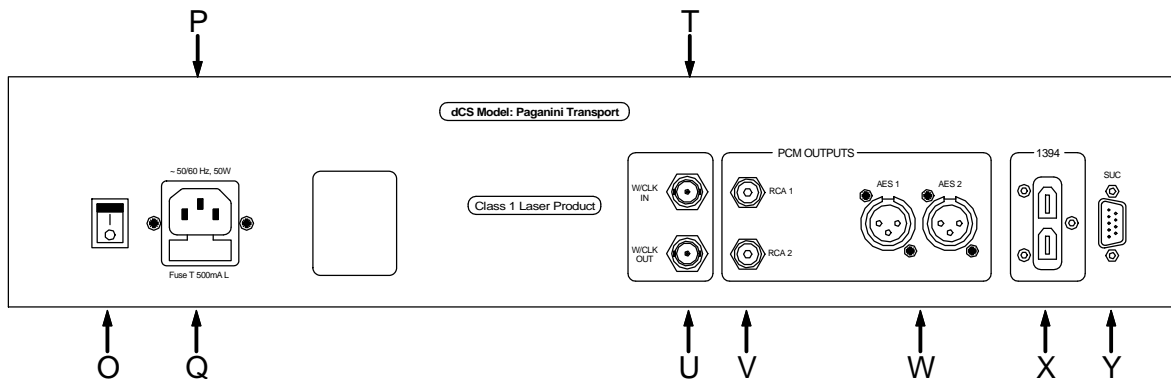 P T
dCS Model: Paganini Transport
PCM OUTPUTS 1394
~ 50/60 Hz, 50W
SUC
W/CLK
IN
RCA 1
AES 1 AES 2
Class 1 Laser Product
W/CLK
OUT
RCA 2
Fuse T 500mA L
O Q U V W X Y